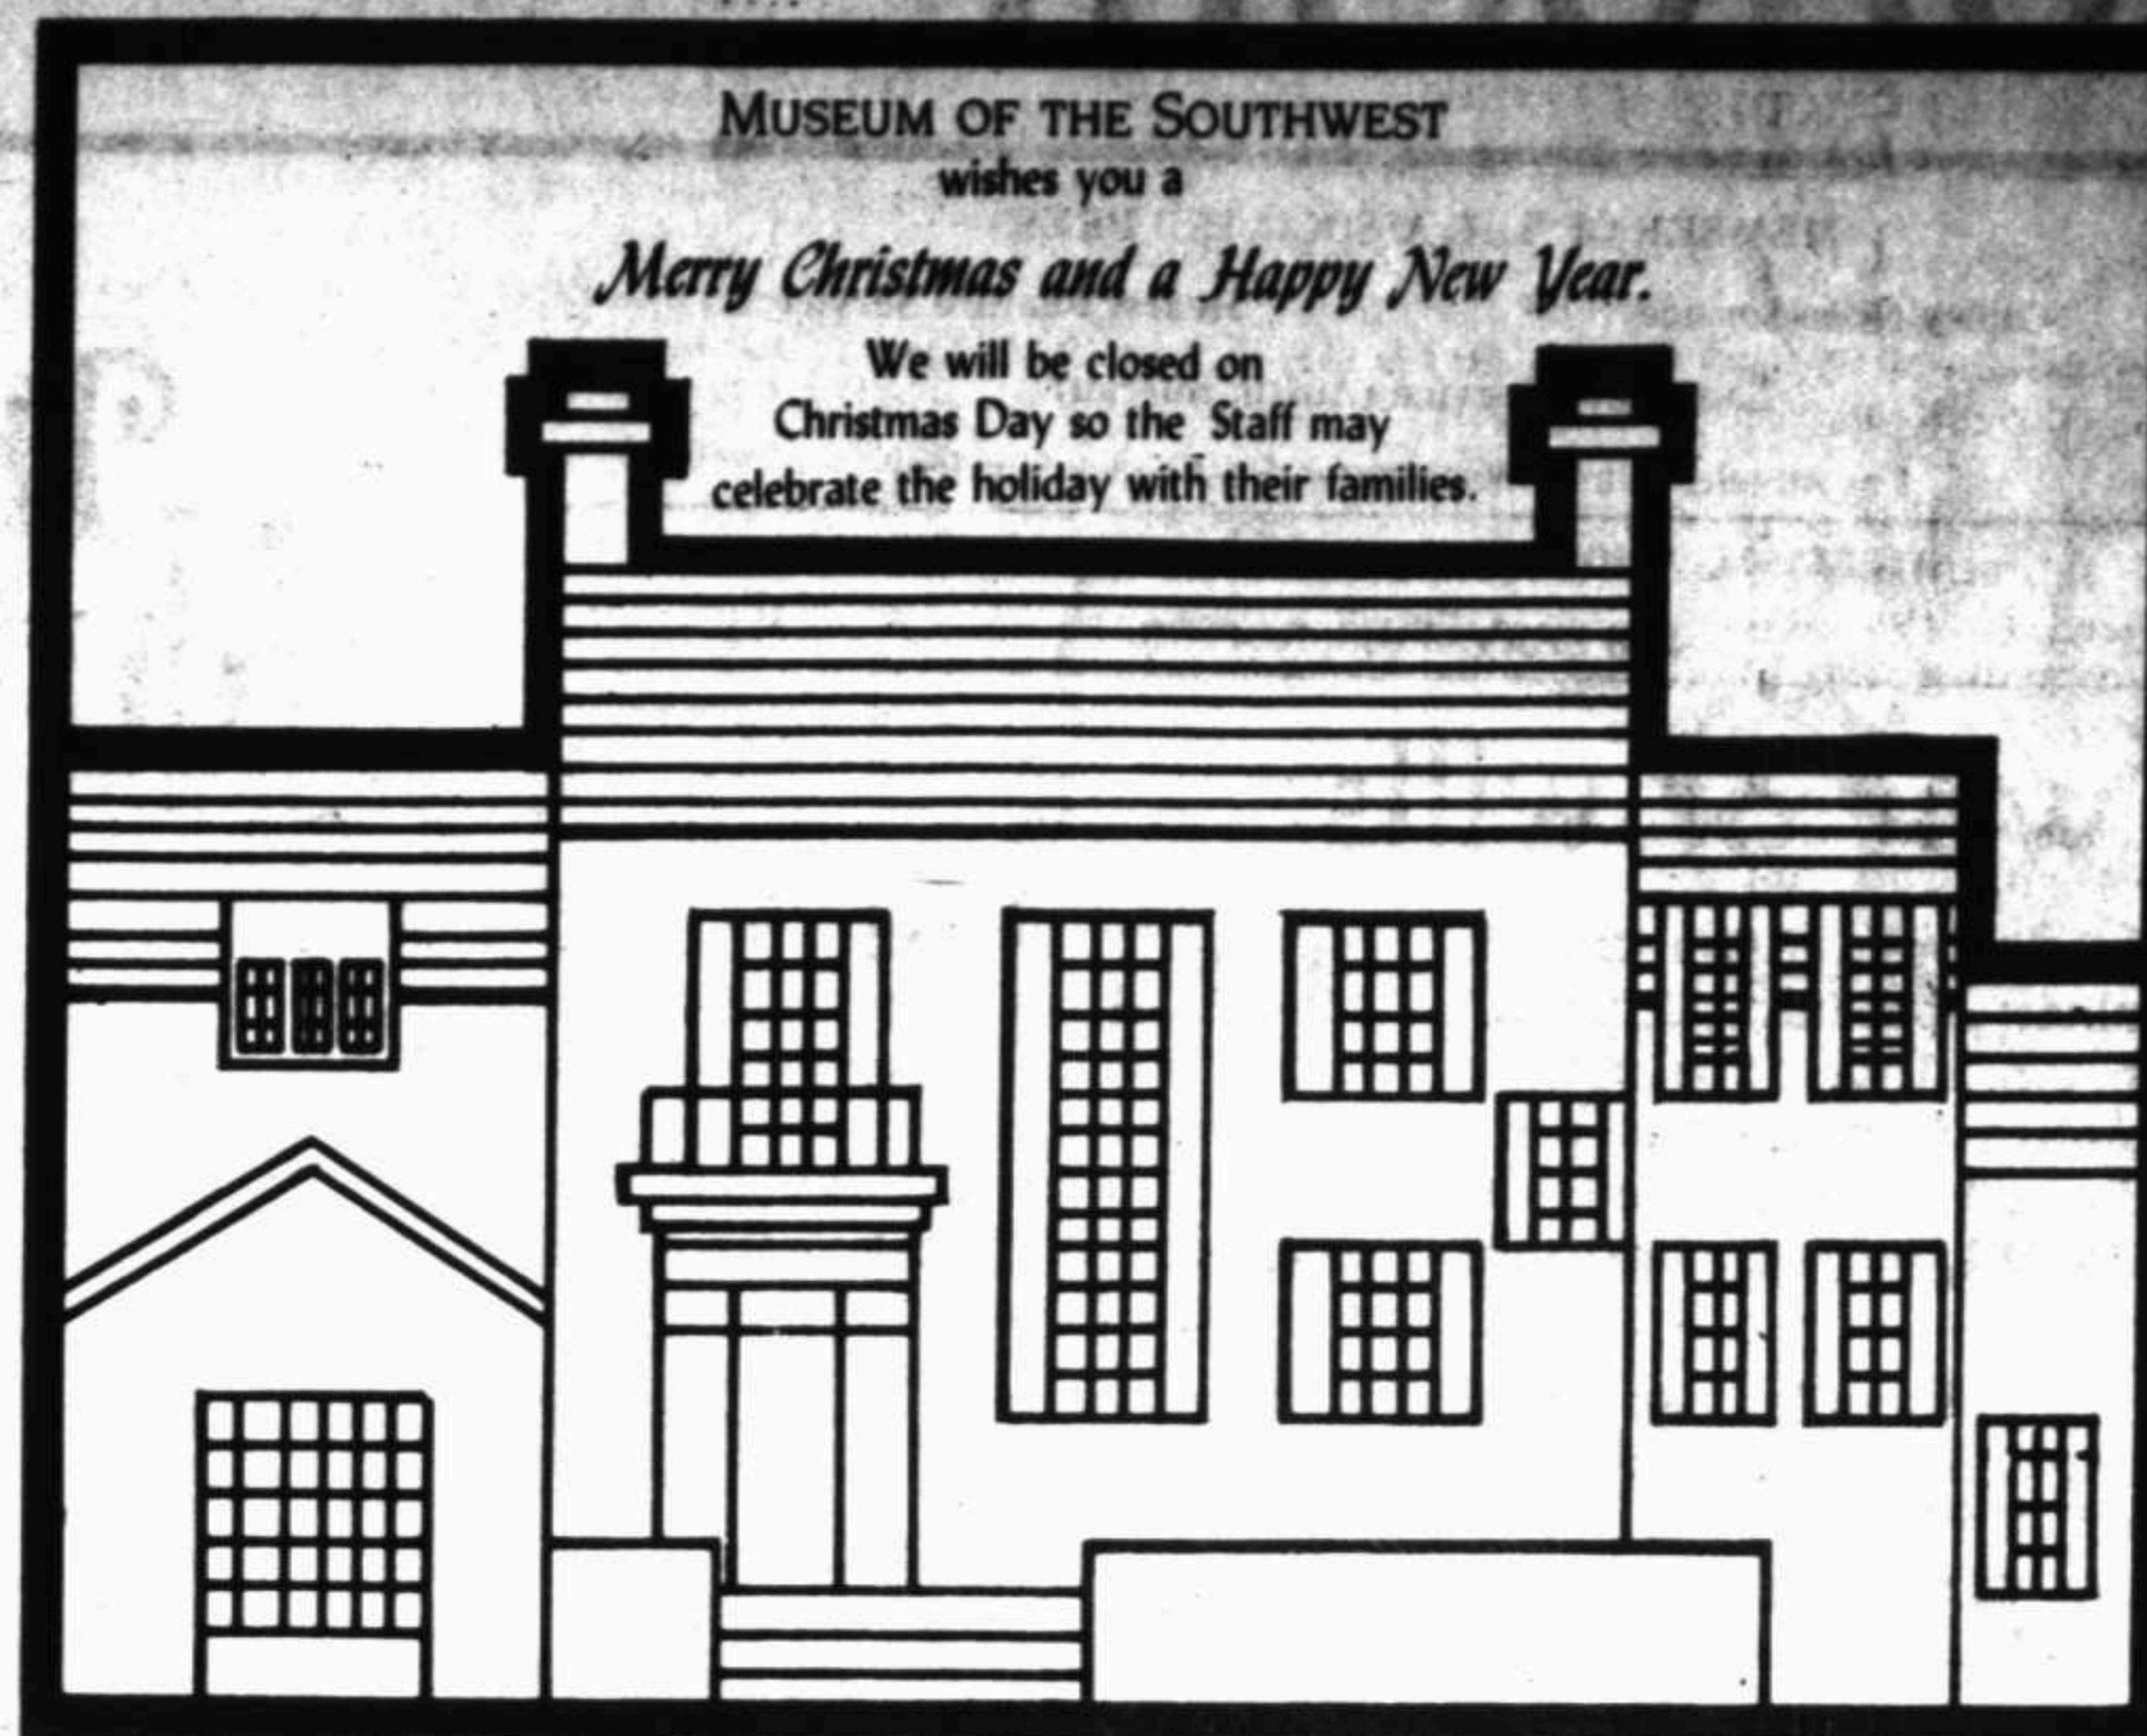 MUSEUM OF THE SOUTHWEST
wishes you a
Merry Christmas and a Happy New Year.
We will be closed on
Christmas Day so the Staff may
celebrate the holiday with their families.